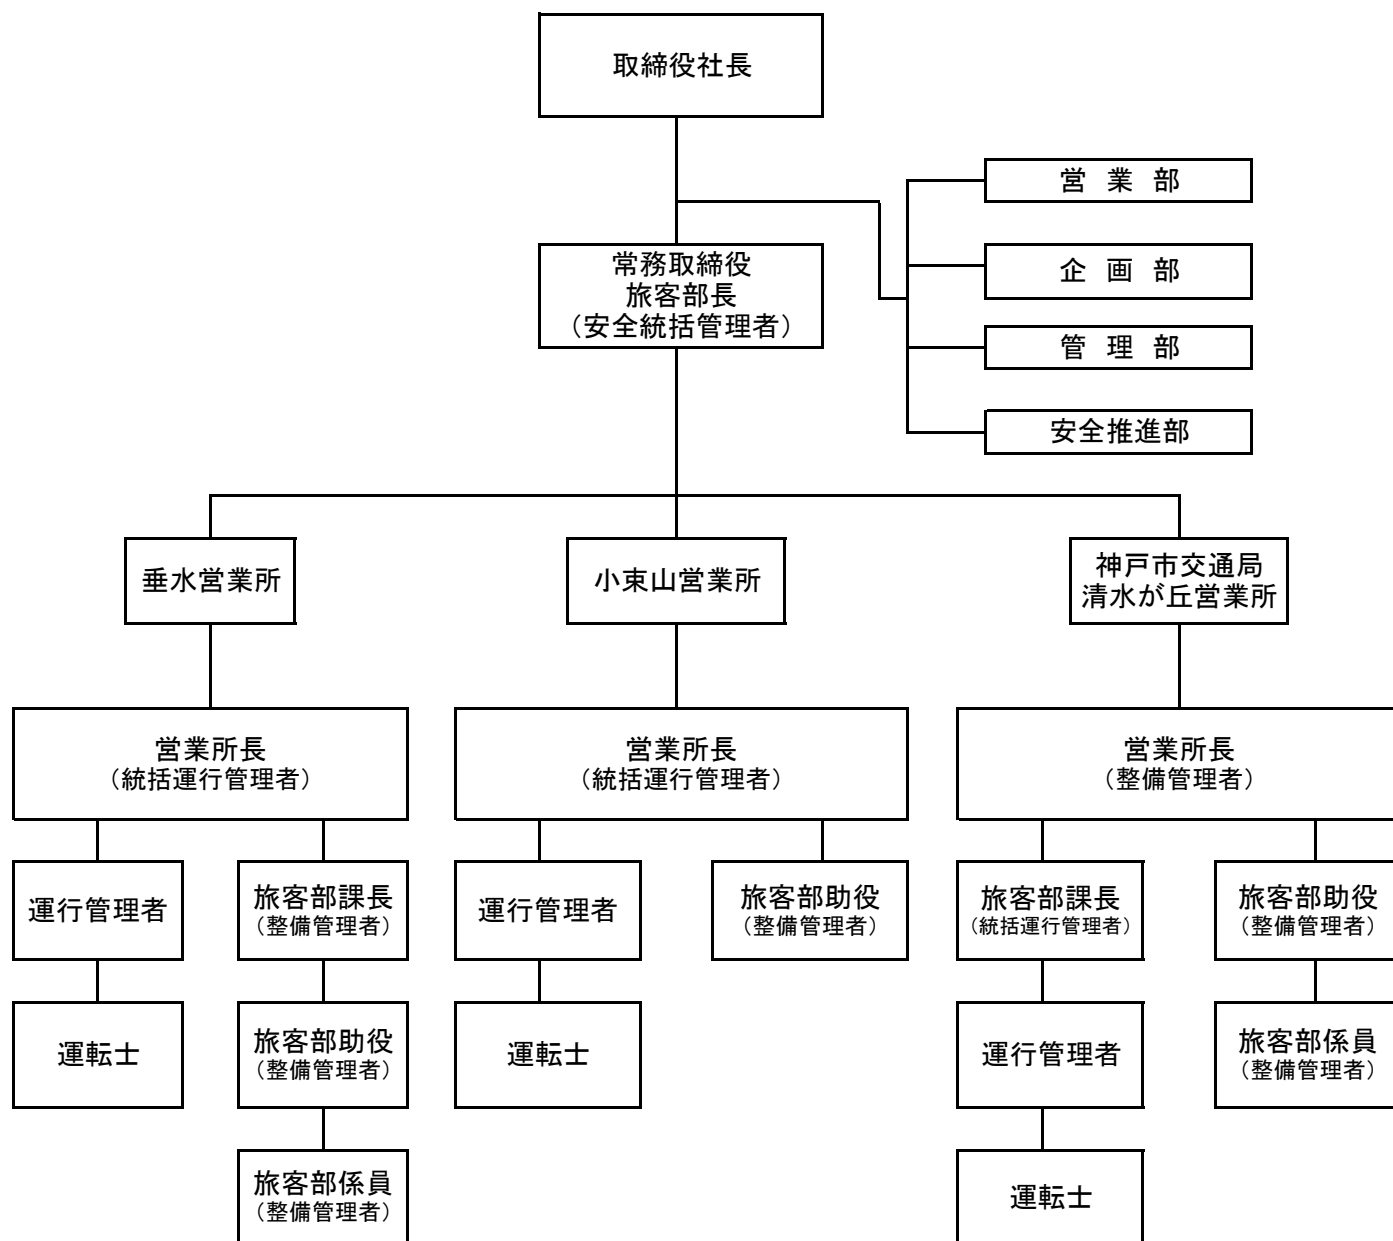 取締役社長
営 業 部
常務取締役
旅客部長
（安全統括管理者）
企 画 部
管 理 部
安全推進部
垂水営業所
小束山営業所
神戸市交通局
清水が丘営業所
営業所長
（統括運行管理者）
営業所長
（統括運行管理者）
営業所長
（整備管理者）
運行管理者
旅客部課長
（整備管理者）
運行管理者
旅客部助役
（整備管理者）
旅客部課長
（統括運行管理者）
旅客部助役
（整備管理者）
運転士
旅客部助役
（整備管理者）
運転士
運行管理者
旅客部係員
（整備管理者）
旅客部係員
（整備管理者）
運転士